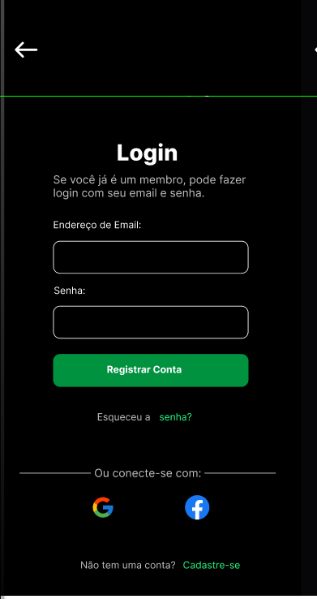 Login
Se você já é um membro, pode fazer
login com seu email e senha.
Endereço de Email:
Senha:
Registrar Conta
Esqueceu a senha?
Ou conecte-se com:
Não tem uma conta? Cadastre-se